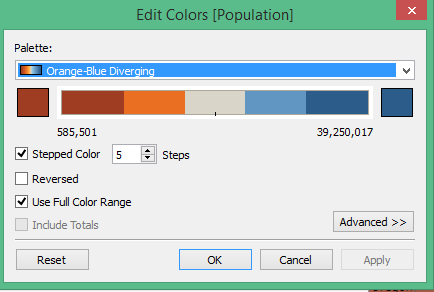 Edit Colors [Population]
Palette:
Orange-Blue Diverging
585,501 39,250,017
Stepped Color 5 Steps
Reversed
Use Full Color Range
Include Totals
Advanced >>
Reset OK Cancel Apply